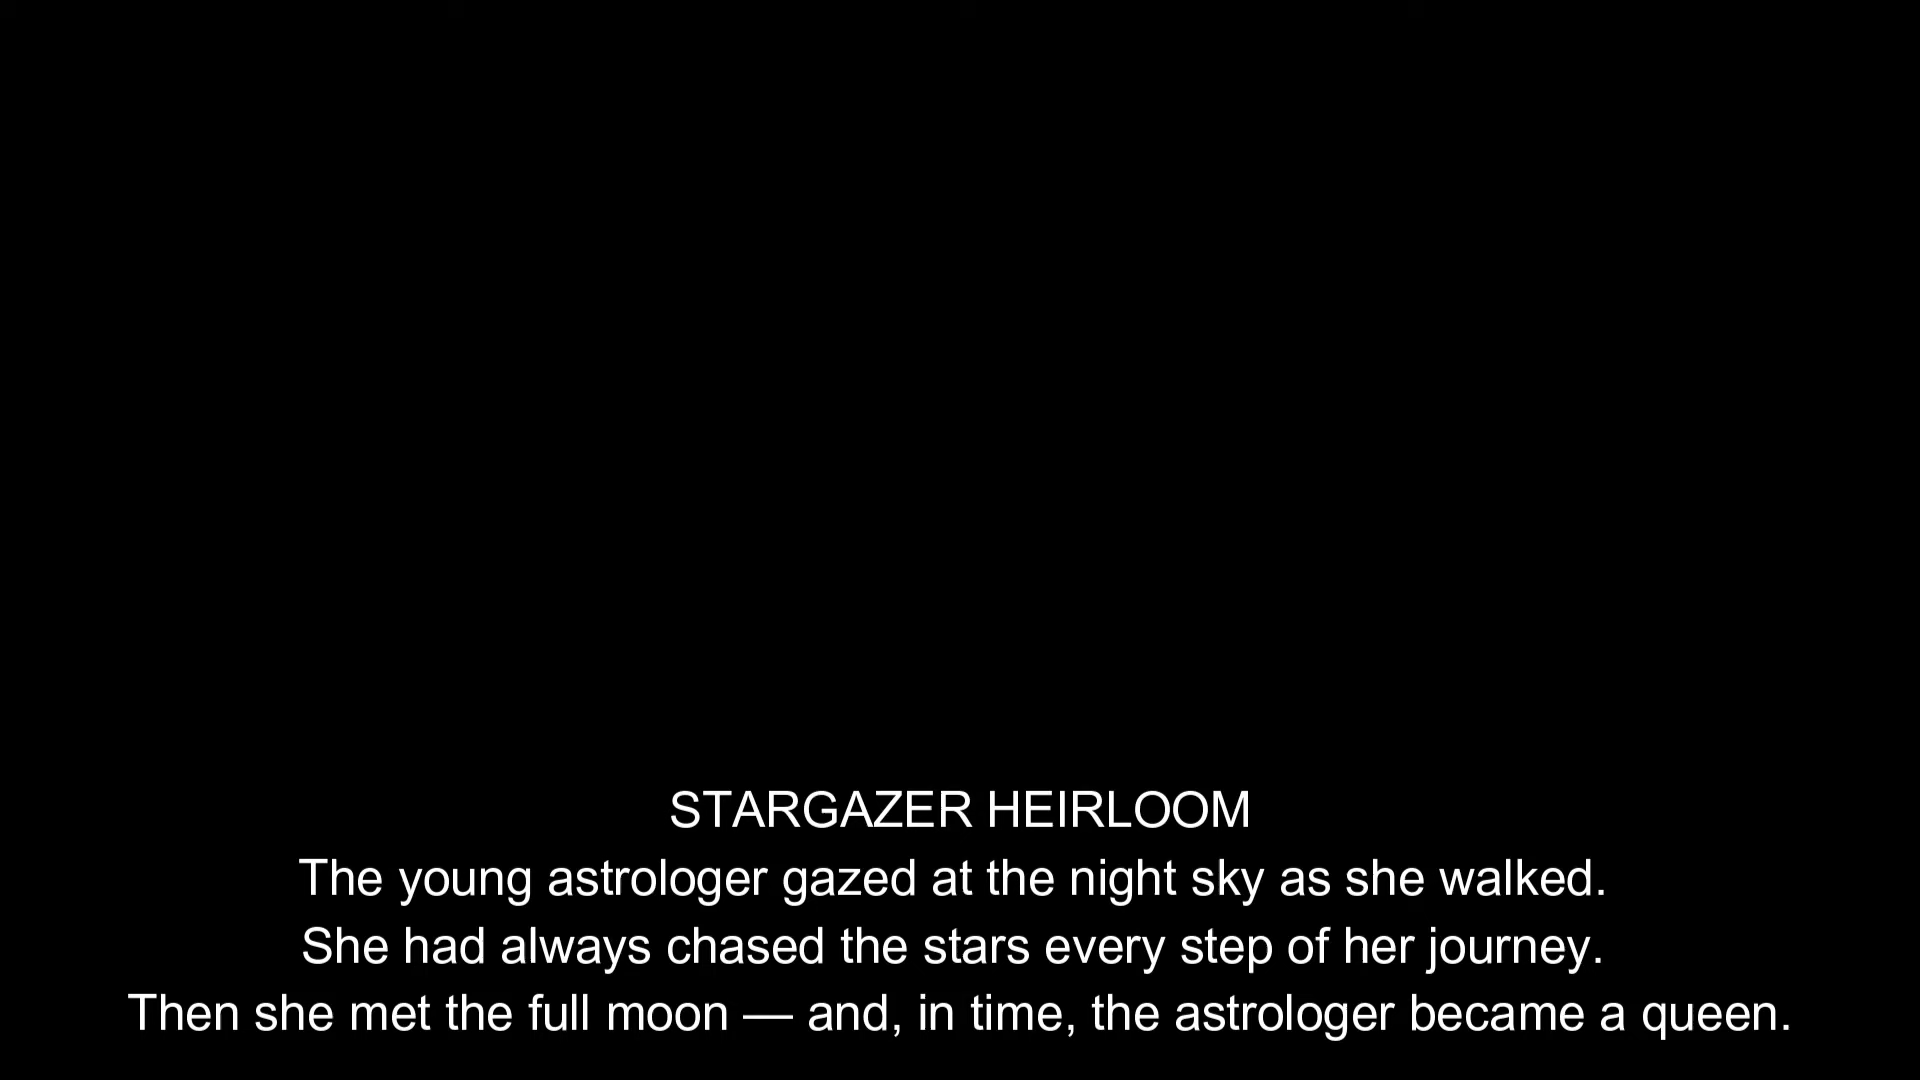 STARGAZER HEIRLOOM
The young astrologer gazed at the night sky as she walked.
She had always chased the stars every step of her journey.
Then she met the full moon — and, in time, the astrologer became a queen.